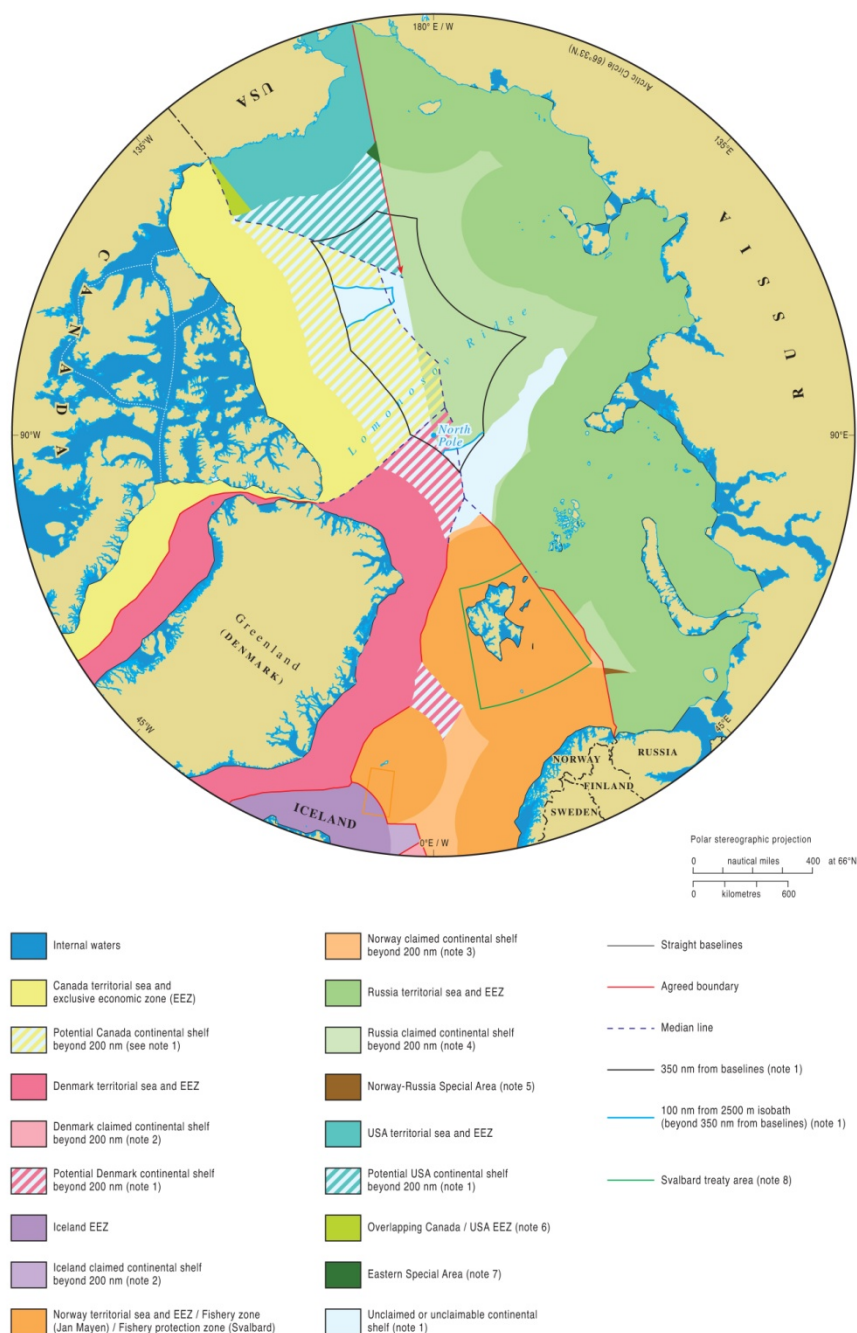 180° E / W
Arctic Circle (66°33'N)
USA
135°W
135°E
CANADA
RUSSIA
Lomonosov Ridge
90°W
North
Pole
90°E
Greenland
(DENMARK)
45°W
45°E
NORWAY
RUSSIA
FINLAND
SWEDEN
ICELAND
0°E / W
Polar stereographic projection
0 nautical miles 400 at 66°N
0 kilometres 600
Internal waters
Canada territorial sea and
exclusive economic zone (EEZ)
Potential Canada continental shelf
beyond 200 nm (see note 1)
Denmark territorial sea and EEZ
Denmark claimed continental shelf
beyond 200 nm (note 2)
Potential Denmark continental shelf
beyond 200 nm (note 1)
Iceland EEZ
Iceland claimed continental shelf
beyond 200 nm (note 2)
Norway territorial sea and EEZ / Fishery zone
(Jan Mayen) / Fishery protection zone (Svalbard)
Norway claimed continental shelf
beyond 200 nm (note 3)
Russia territorial sea and EEZ
Russia claimed continental shelf
beyond 200 nm (note 4)
Norway-Russia Special Area (note 5)
USA territorial sea and EEZ
Potential USA continental shelf
beyond 200 nm (note 1)
Overlapping Canada / USA EEZ (note 6)
Eastern Special Area (note 7)
Unclaimed or unclaimable continental
shelf (note 1)
Straight baselines
Agreed boundary
Median line
350 nm from baselines (note 1)
100 nm from 2500 m isobath
(beyond 350 nm from baselines) (note 1)
Svalbard treaty area (note 8)